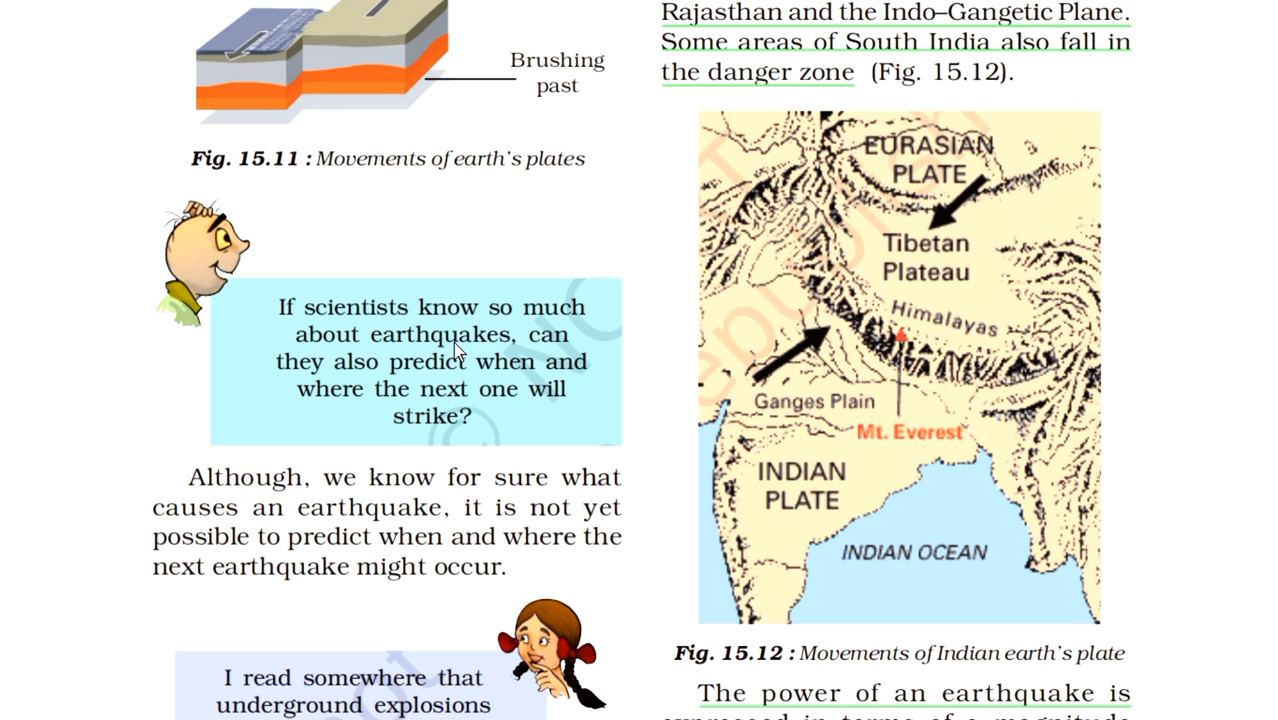 Brushing
past
Fig. 15.11 : Movements of earth's plates
If scientists know so much
about earthquakes, can
they also predict when and
where the next one will
strike?
Although, we know for sure what
causes an earthquake, it is not yet
possible to predict when and where the
next earthquake might occur.
I read somewhere that
underground explosions
Rajasthan and the Indo–Gangetic Plane.
Some areas of South India also fall in
the danger zone (Fig. 15.12).
EURASIAN
PLATE
Tibetan
Plateau
Himalayas
Ganges Plain
Mt. Everest
INDIAN
PLATE
INDIAN OCEAN
Fig. 15.12 : Movements of Indian earth's plate
The power of an earthquake is
expressed in terms of a magnitude